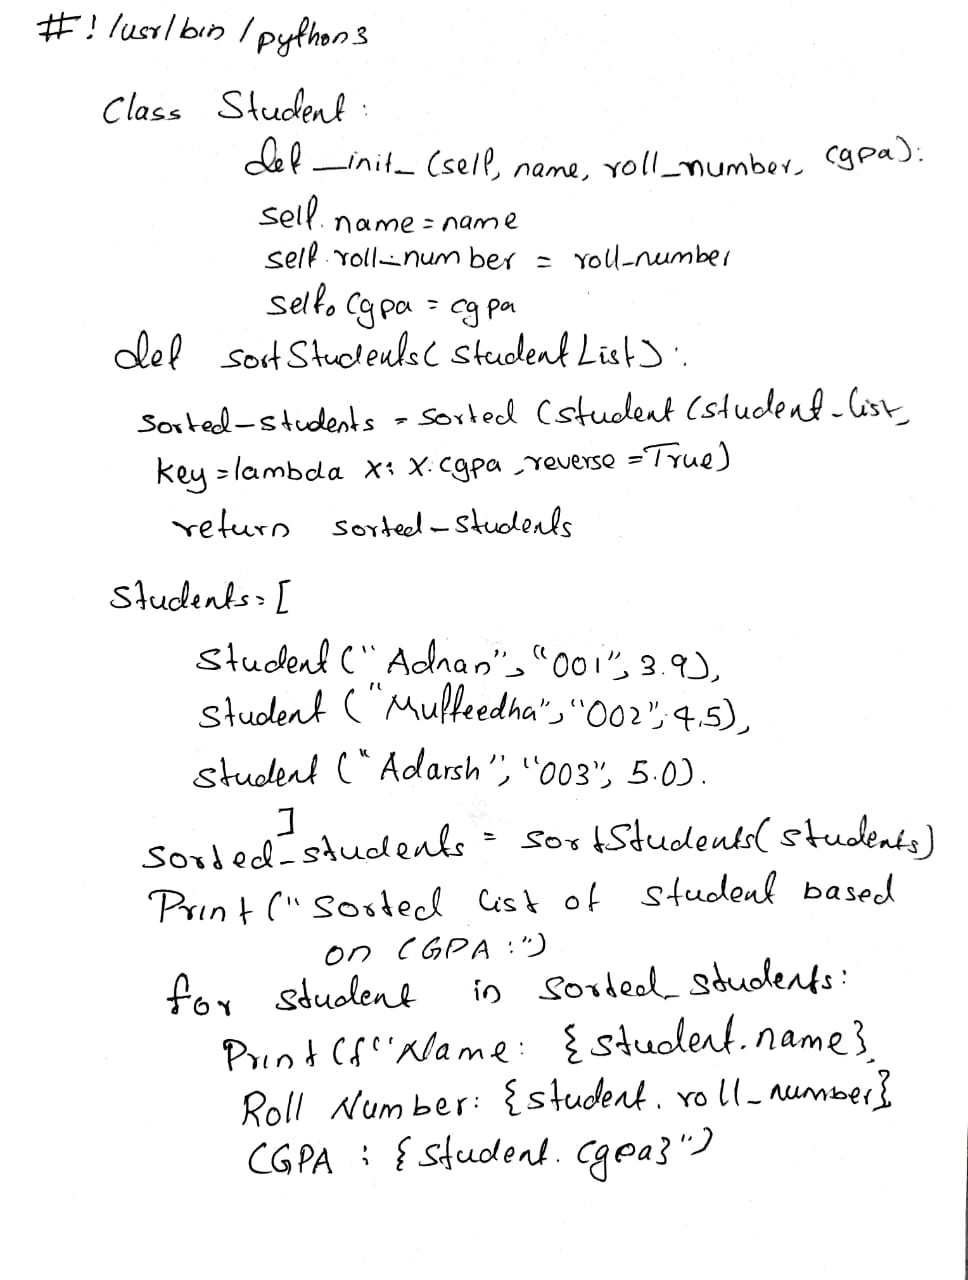 #! /usr/bin/python3
Class Student:
def _init_ (self, name, roll_number, cgpa):
self.name = name
self.roll_number = roll_number
self.cgpa = cgpa
def sortStudents(studentList):
sorted_students = sorted (student (student_list,
key = lambda x: x.cgpa, reverse = True)
return sorted_students
Students = [
Student ("Adnan", "001", 3.9),
Student ("Muffeedha", "002", 4.5),
Student ("Adarsh", "003", 5.0).
]
Sorted_students = sortStudents(students)
Print (" sorted list of student based
on CGPA :")
for student in sorted_students:
Print (f"Name: {student.name},
Roll Number: {student.roll_number},
CGPA : {student.cgpa}")